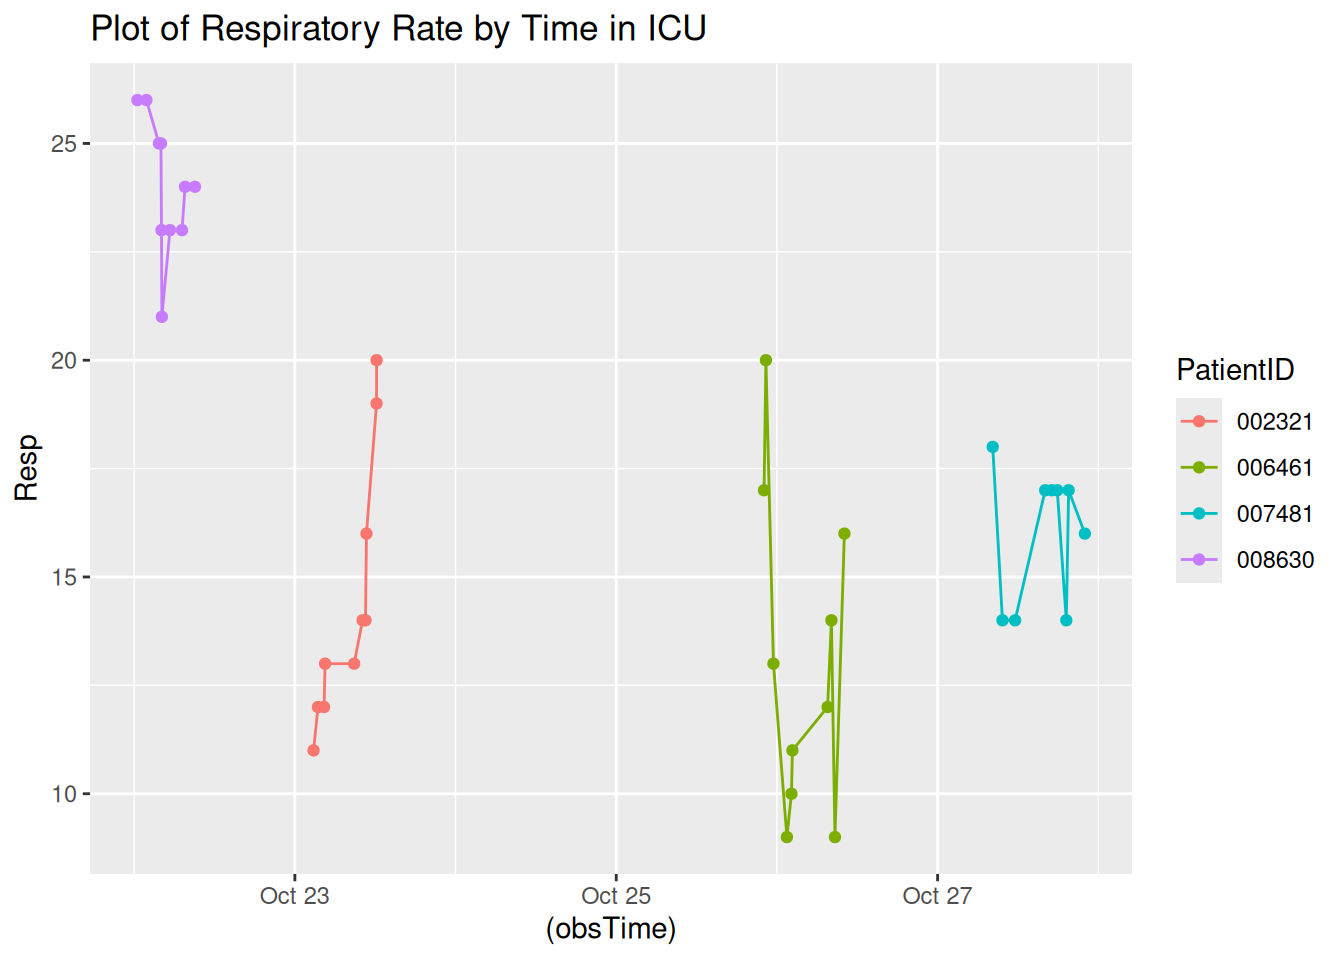 Plot of Respiratory Rate by Time in ICU
25
20
15
10
Resp
Oct 23
Oct 25
Oct 27
(obsTime)
PatientID
002321
006461
007481
008630